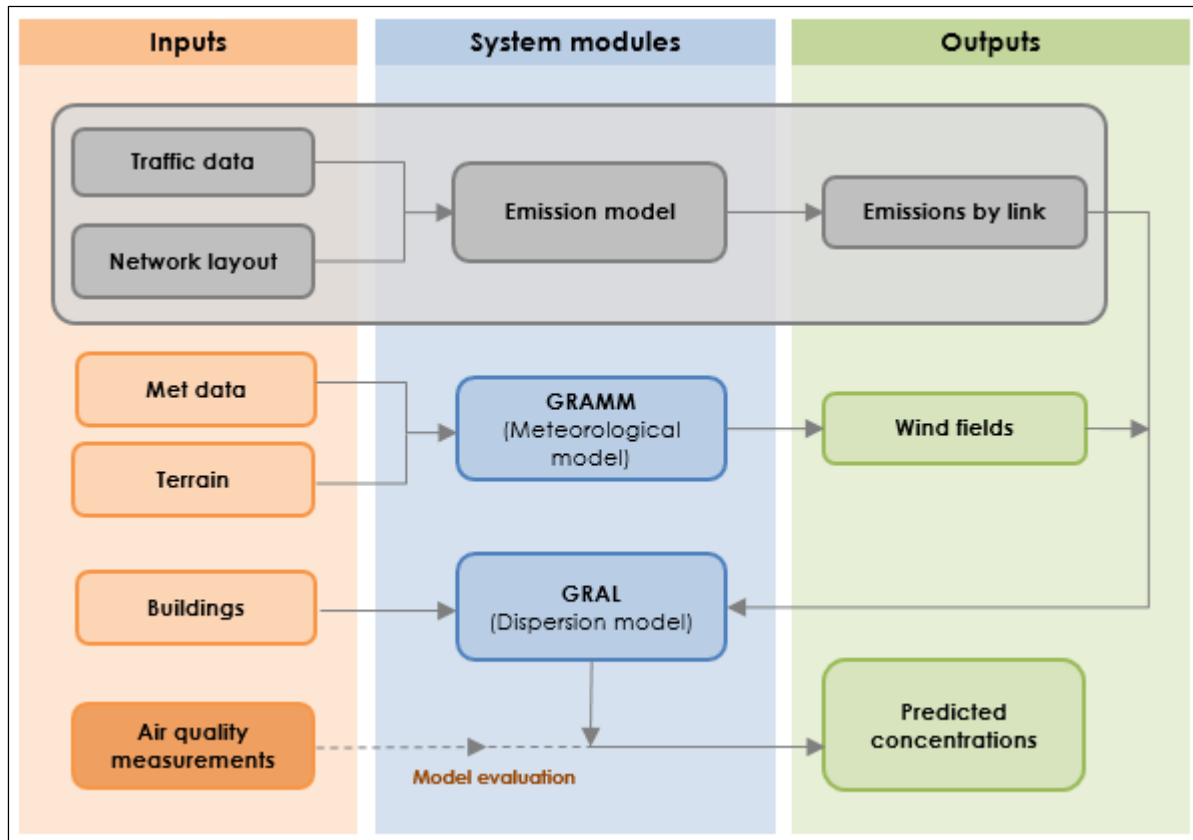 Inputs
System modules
Outputs
Traffic data
Network layout
Emission model
Emissions by link
Met data
Terrain
GRAMM
(Meteorological
model)
Wind fields
Buildings
GRAL
(Dispersion model)
Air quality
measurements
Model evaluation
Predicted
concentrations